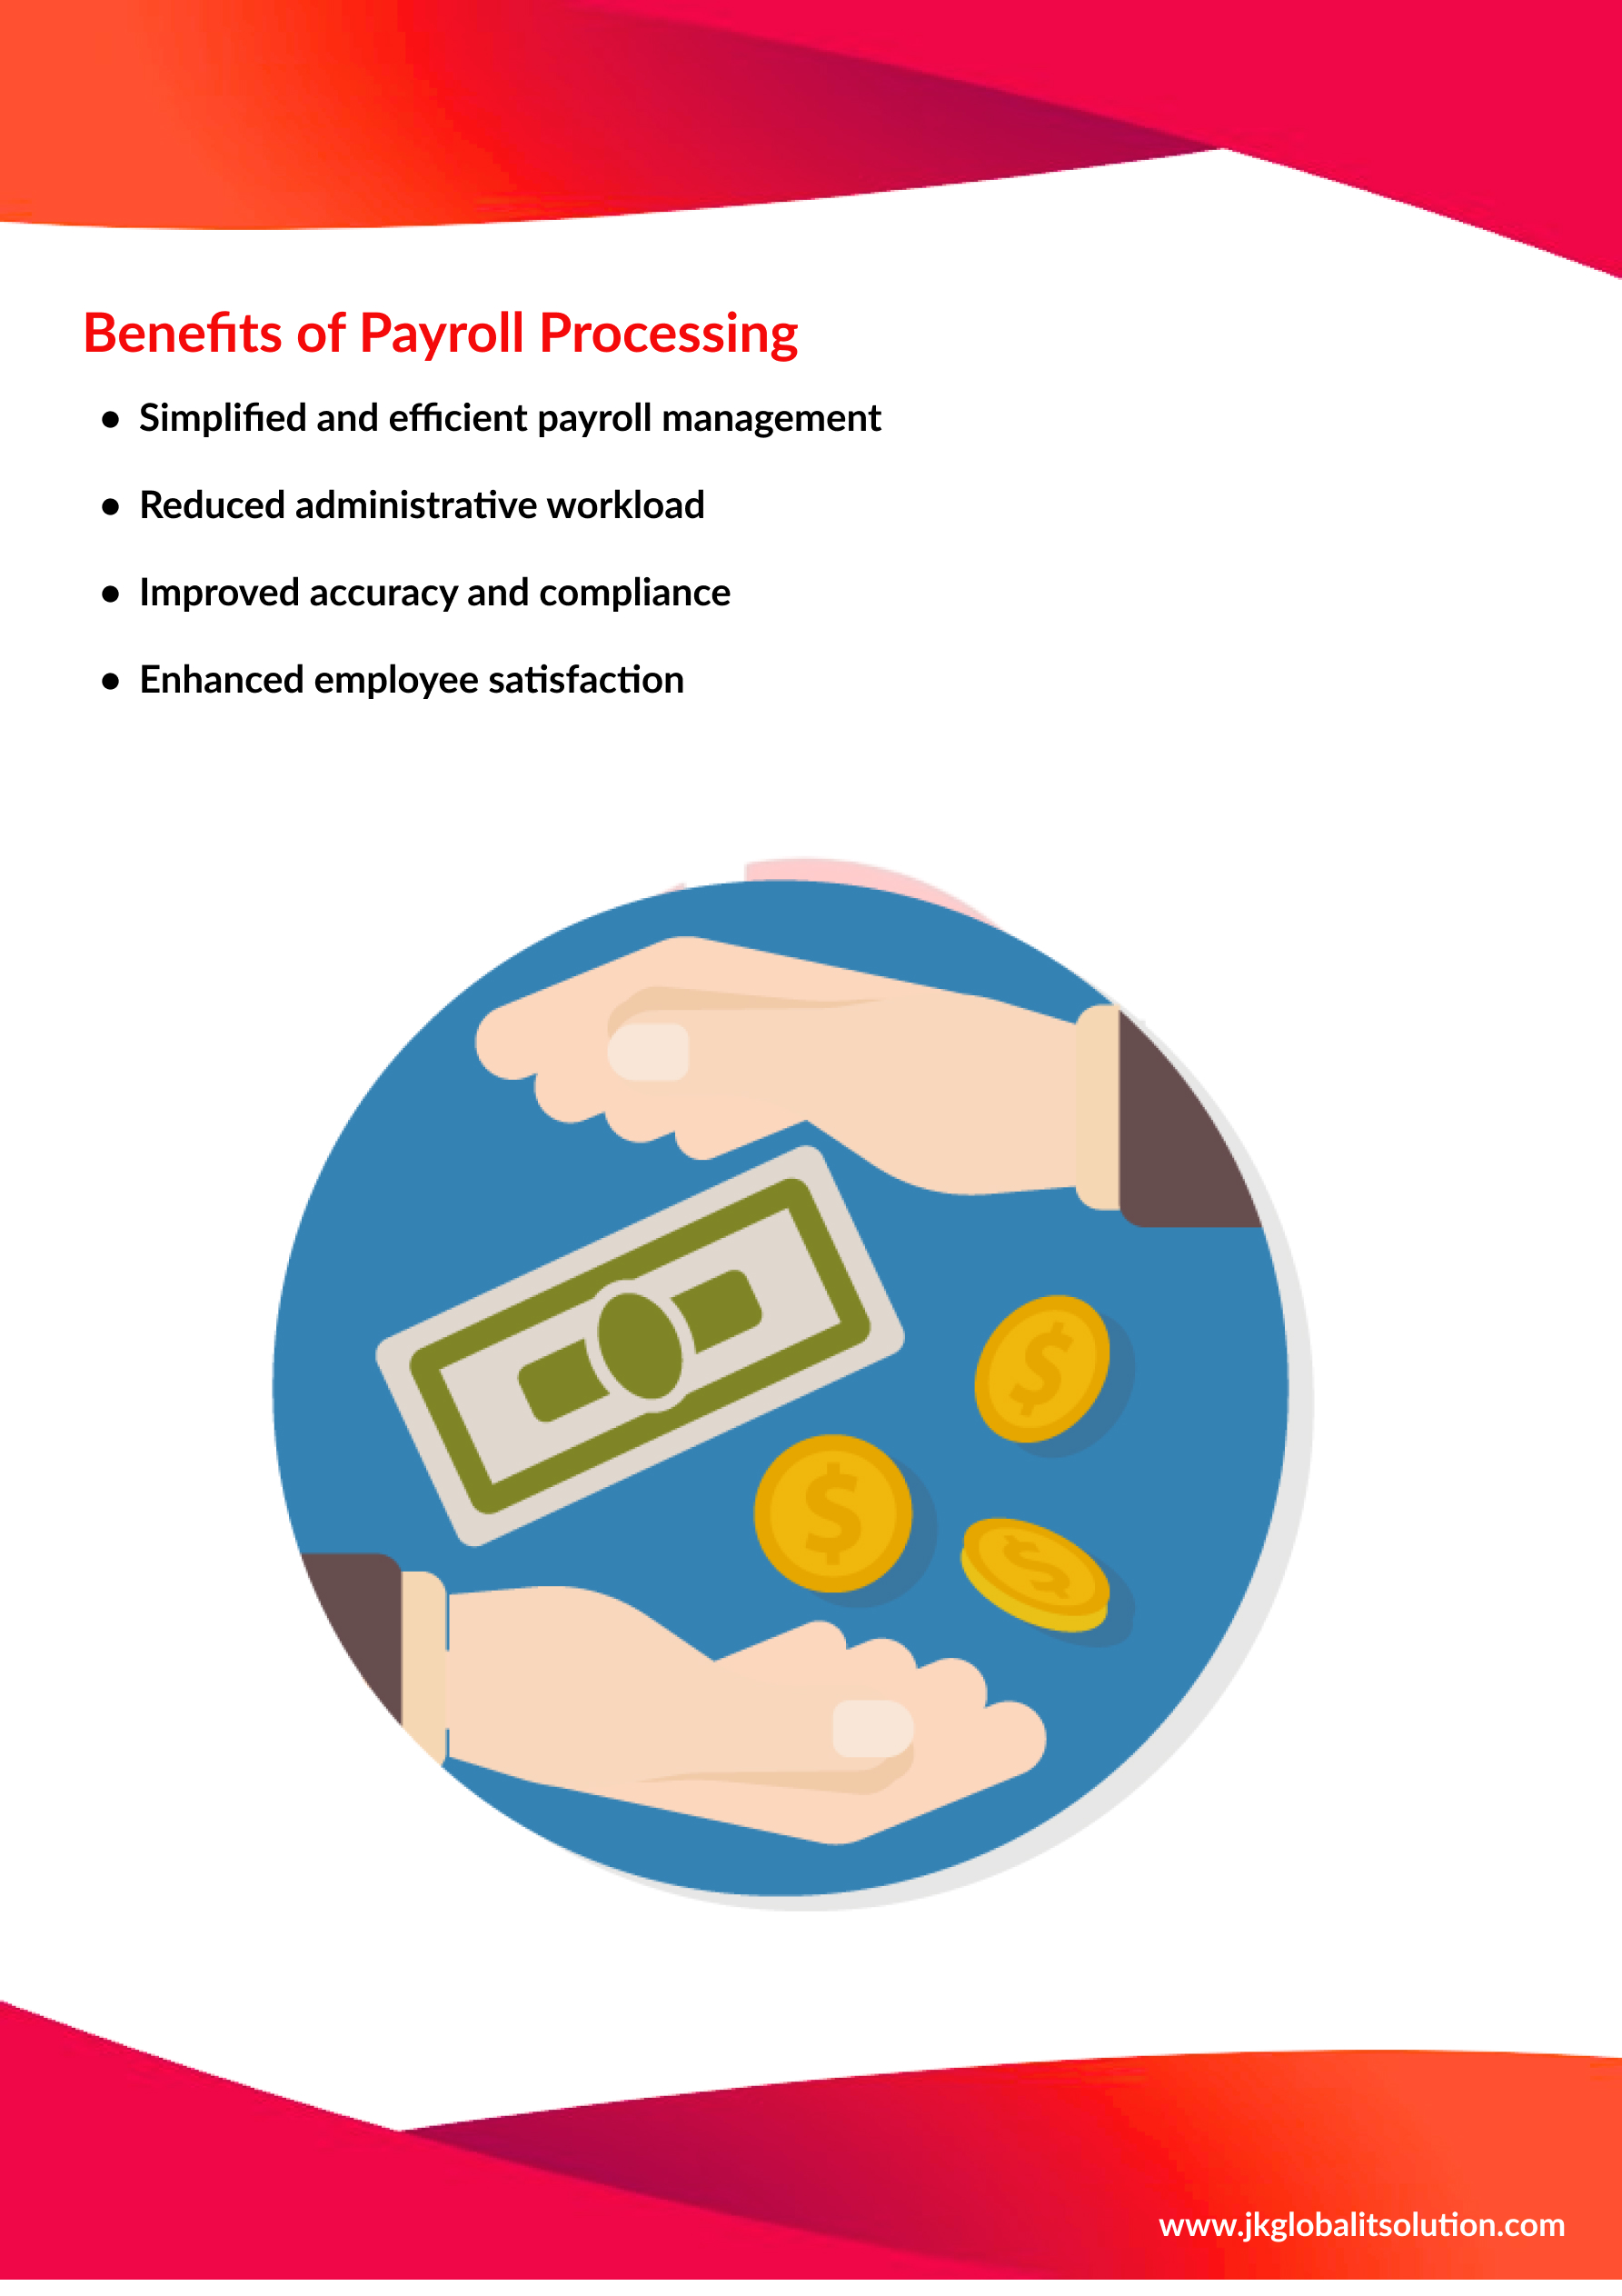 Benefits of Payroll Processing
● Simplified and efficient payroll management
● Reduced administrative workload
● Improved accuracy and compliance
● Enhanced employee satisfaction
$
$
$
www.jkglobalitsolution.com